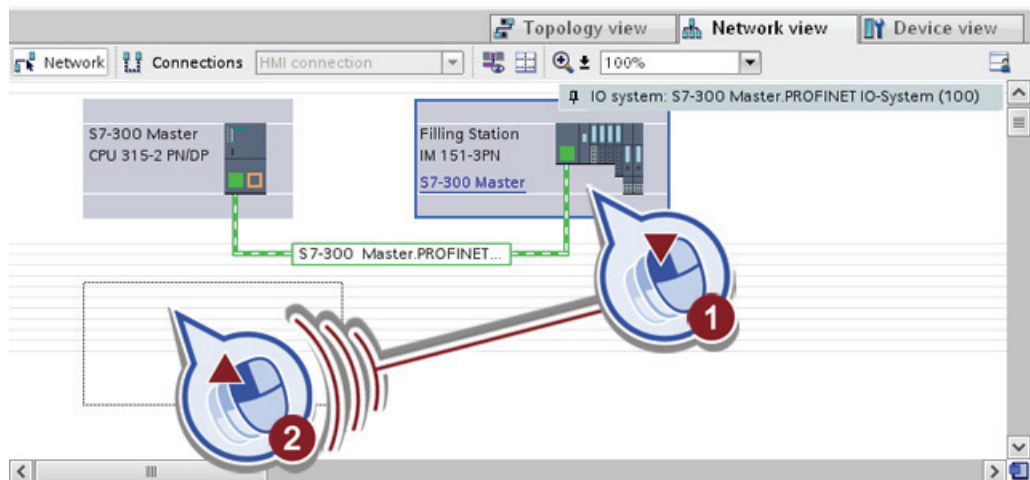 Topology view Network view Device view
Network Connections HMI connection 100%
IO system: S7-300 Master.PROFINET IO-System (100)
S7-300 Master
CPU 315-2 PN/DP
Filling Station
IM 151-3PN
S7-300 Master
S7-300 Master.PROFINET...
1
2